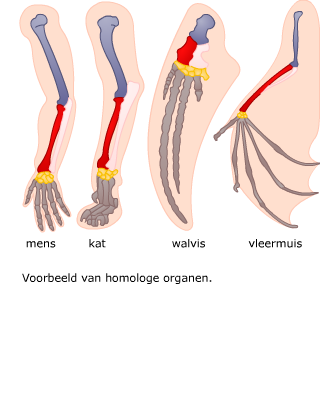 mens kat walvis vleermuis
Voorbeeld van homologe organen.